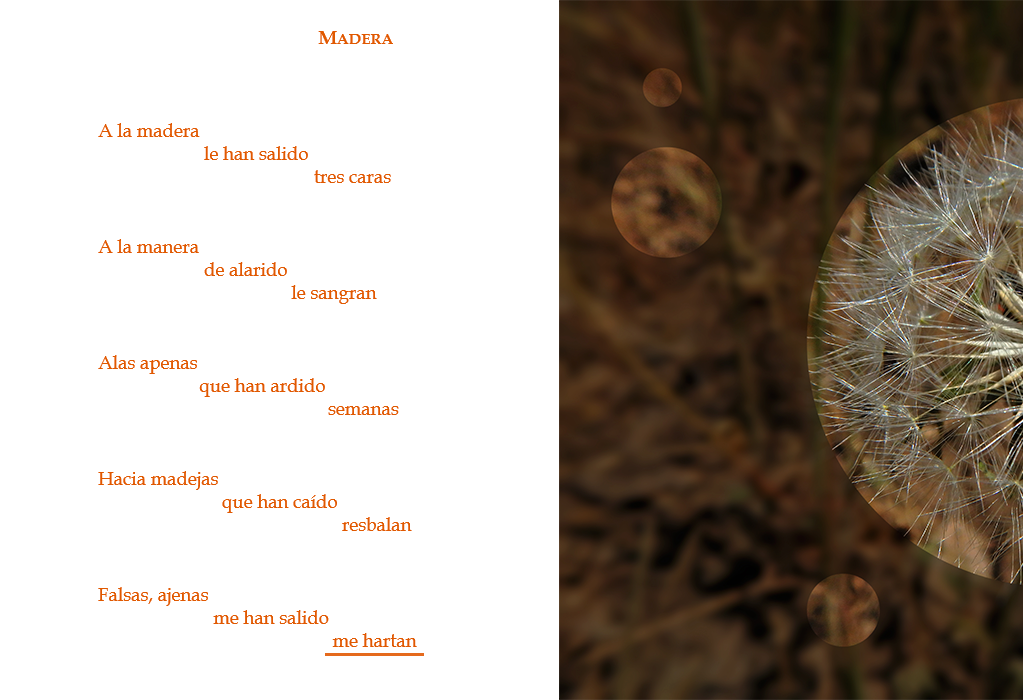 MADERA
A la madera
le han salido
tres caras
A la manera
de alarido
le sangran
Alas apenas
que han ardido
semanas
Hacia madejas
que han caído
resbalan
Falsas, ajenas
me han salido
me hartan